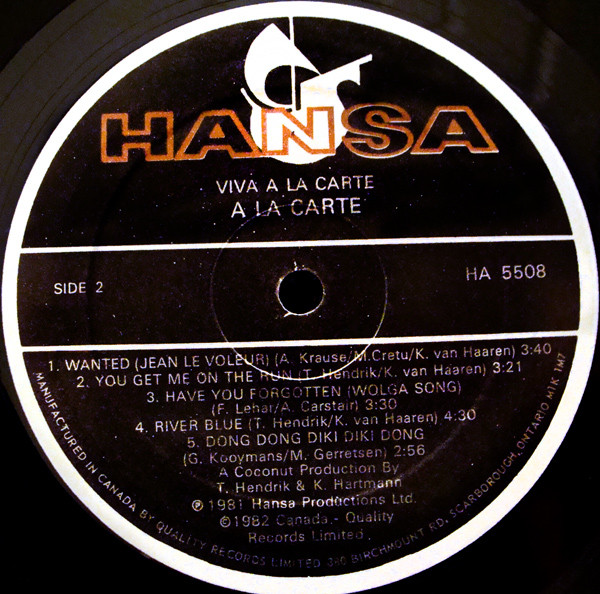 HANSA
VIVA A LA CARTE
A LA CARTE
SIDE 2
HA 5508
1. WANTED (JEAN LE VOLEUR) (A. Krause/M.Cretu/K. van Haaren) 3:40
2. YOU GET ME ON THE RUN (T. Hendrik/K. van Haaren) 3:21
3. HAVE YOU FORGOTTEN (WOLGA SONG)
(F. Lehar/A. Carstair) 3:30
4. RIVER BLUE (T. Hendrik/K. van Haaren) 4:30
5. DONG DONG DIKI DIKI DONG
(G. Kooymans/M. Gerretsen) 2:56
A Coconut Production By
T. Hendrik & K. Hartmann
℗ 1981 Hansa Productions Ltd.
©1982 Canada - Quality
Records Limited.
MANUFACTURED IN CANADA BY QUALITY RECORDS LIMITED 380 BIRCHMOUNT RD. SCARBOROUGH, ONTARIO M1K 1M7